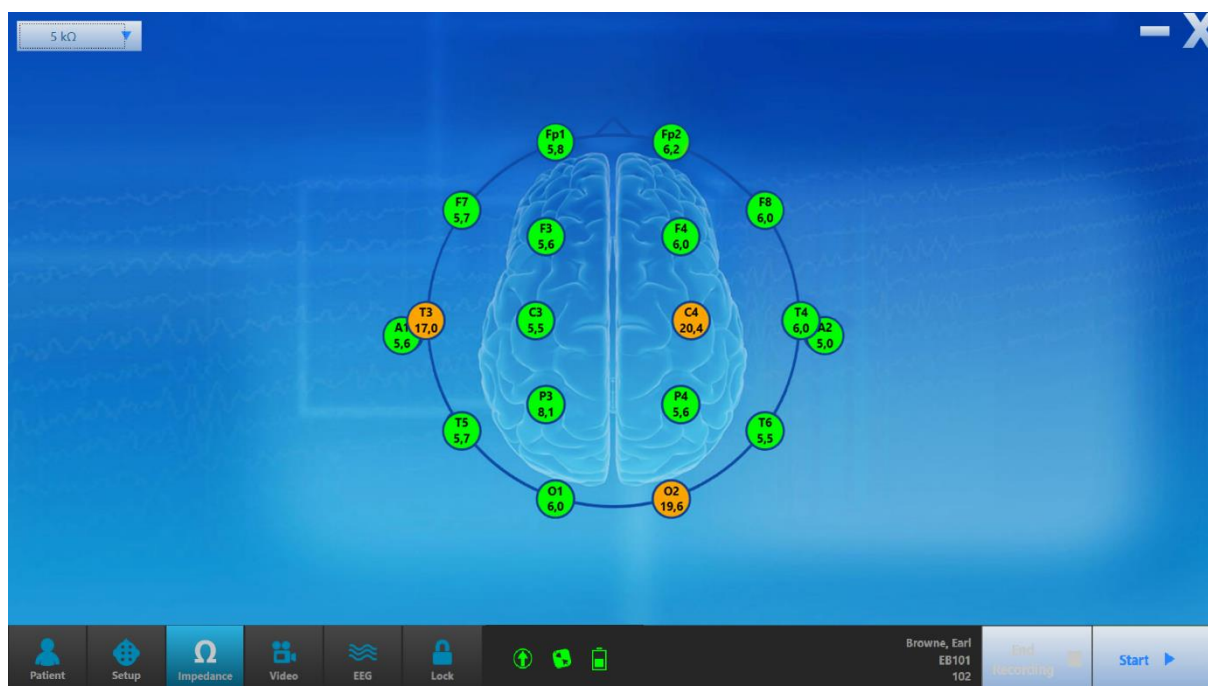 5 kΩ
Fp1
5,8
Fp2
6,2
F7
5,7
F8
6,0
F3
5,6
F4
6,0
A1
5,6
T3
17,0
C3
5,5
C4
20,4
T4
6,0
A2
5,0
P3
8,1
P4
5,6
T5
5,7
T6
5,5
O1
6,0
O2
19,6
Patient
Setup
Ω
Impedance
Video
EEG
Lock
Browne, Earl
EB101
102
End
Recording
Start